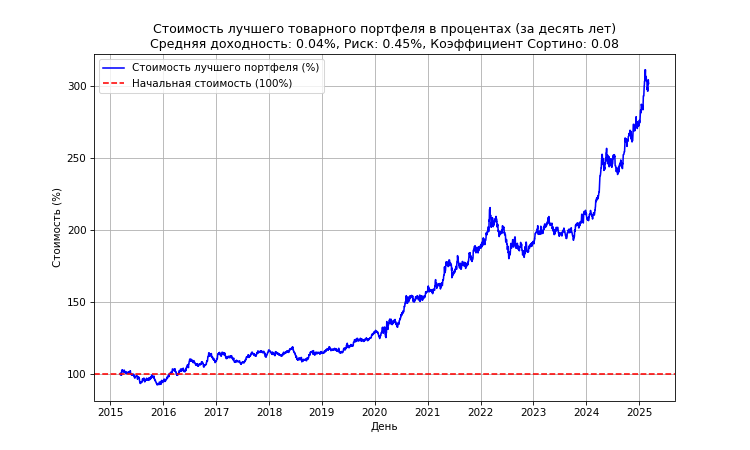 Стоимость лучшего товарного портфеля в процентах (за десять лет)
Средняя доходность: 0.04%, Риск: 0.45%, Коэффициент Сортино: 0.08
Стоимость лучшего портфеля (%)
Начальная стоимость (100%)
Стоимость (%)
300
250
200
150
100
2015 2016 2017 2018 2019 2020 2021 2022 2023 2024 2025
День